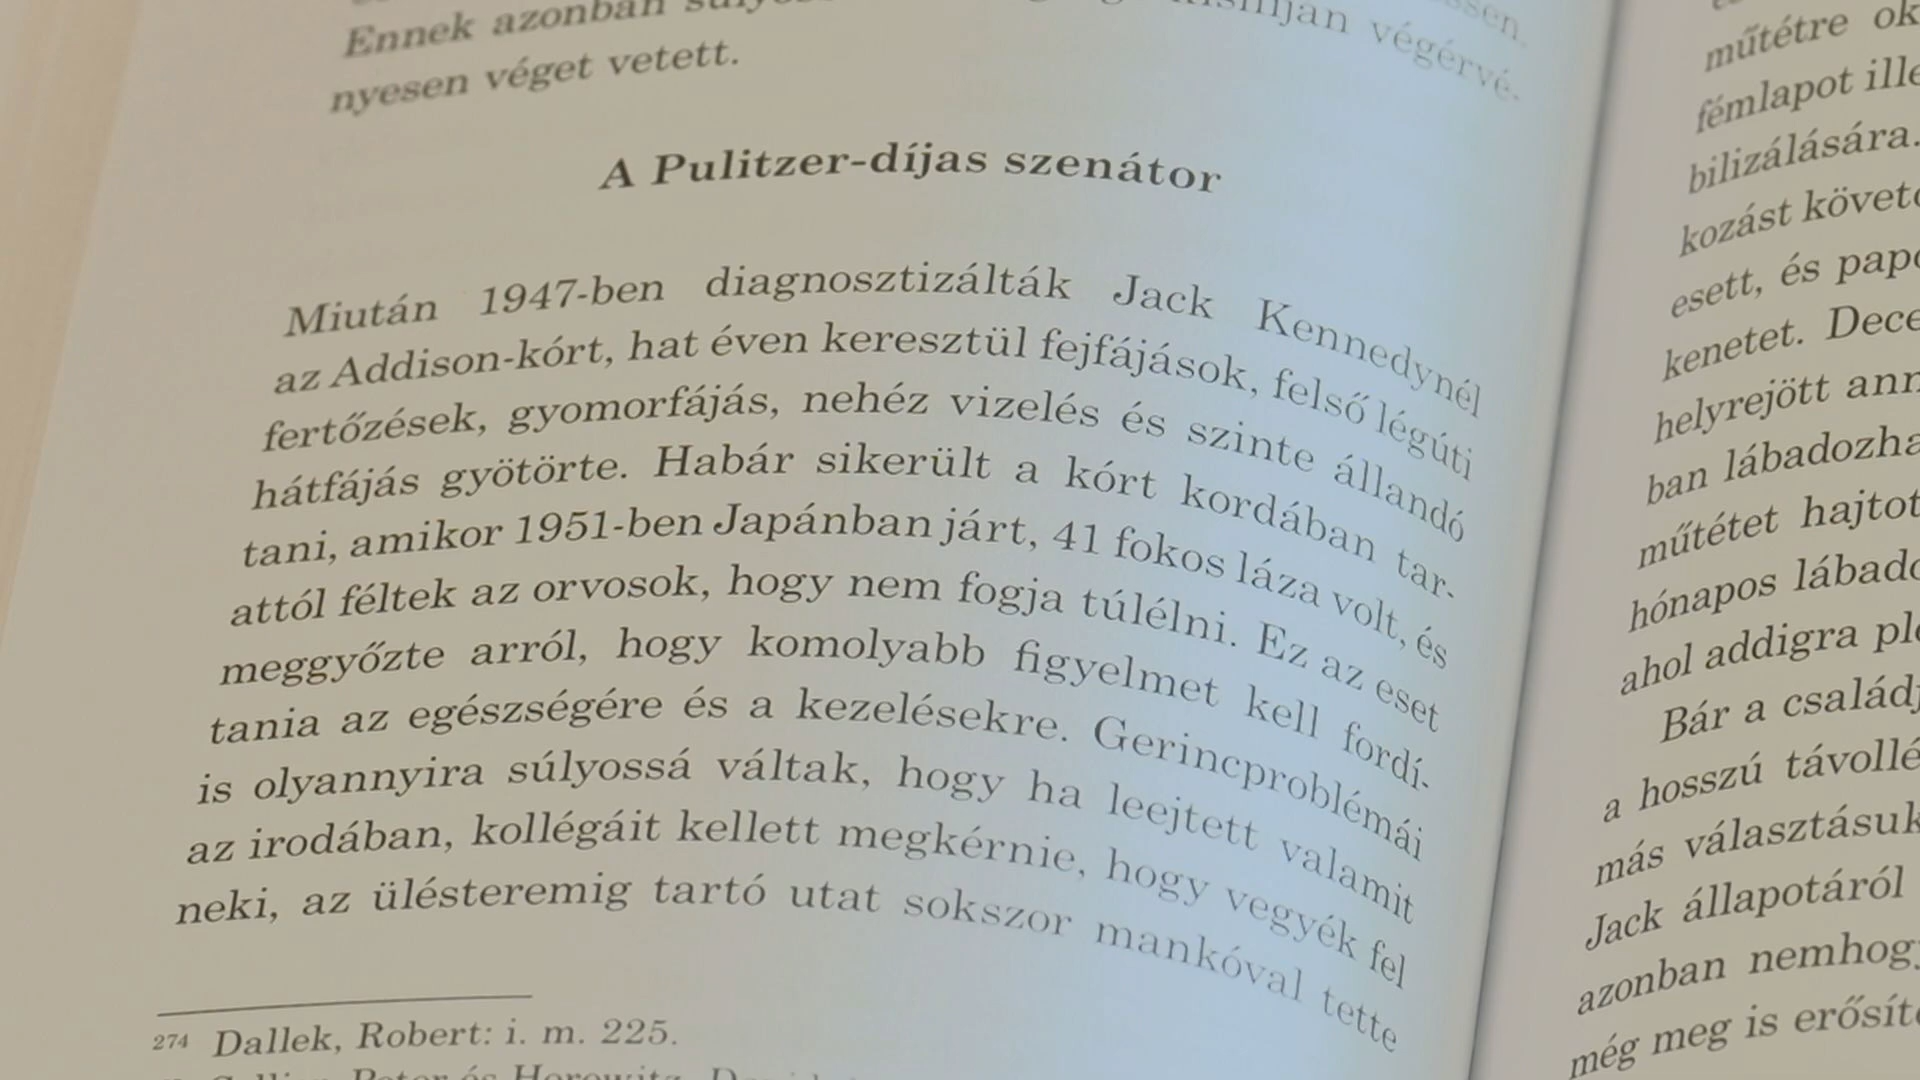 Ennek azonban
végérvé-
nyesen véget vetett.
A Pulitzer-díjas szenátor
Miután 1947-ben diagnosztizálták Jack Kennedynél
az Addison-kórt, hat éven keresztül fejfájások, felső légúti
fertőzések, gyomorfájás, nehéz vizelés és szinte állandó
hátfájás gyötörte. Habár sikerült a kórt kordában tar-
tani, amikor 1951-ben Japánban járt, 41 fokos láza volt, és
attól féltek az orvosok, hogy nem fogja túlélni. Ez az eset
meggyőzte arról, hogy komolyabb figyelmet kell fordí-
tania az egészségére és a kezelésekre. Gerincproblémái
is olyannyira súlyossá váltak, hogy ha leejtett valamit
az irodában, kollégáit kellett megkérnie, hogy vegyék fel
neki, az ülésteremig tartó utat sokszor mankóval tette
274 Dallek, Robert: i. m. 225.
műtétre
fémlapot
bilizálására.
kozást
esett, és
kenetet.
helyrejött
ban
műtétet
hónapos
ahol addigra
Bár a
a hosszú
más
Jack állapotáról
azonban
még meg is